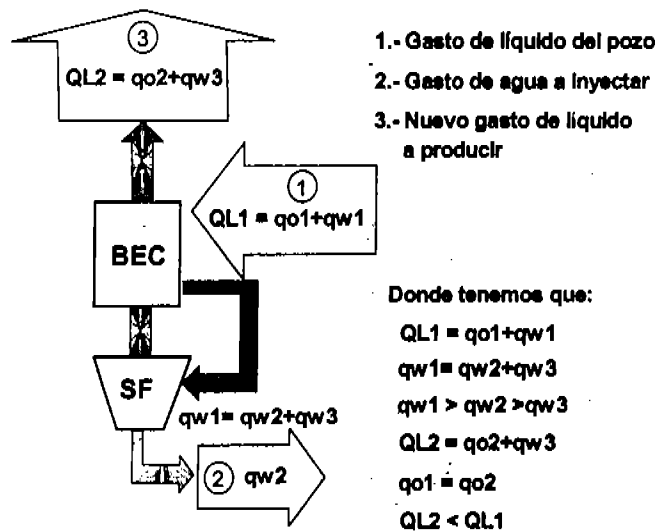 3
QL2 = qo2+qw3
1.- Gasto de líquido del pozo
2.- Gasto de agua a Inyectar
3.- Nuevo gasto de líquido
a producir
1
QL1 = qo1+qw1
BEC
SF
qw1= qw2+qw3
2 qw2
Donde tenemos que:
QL1 = qo1+qw1
qw1= qw2+qw3
qw1 > qw2 >qw3
QL2 = qo2+qw3
qo1 = qo2
QL2 < QL1